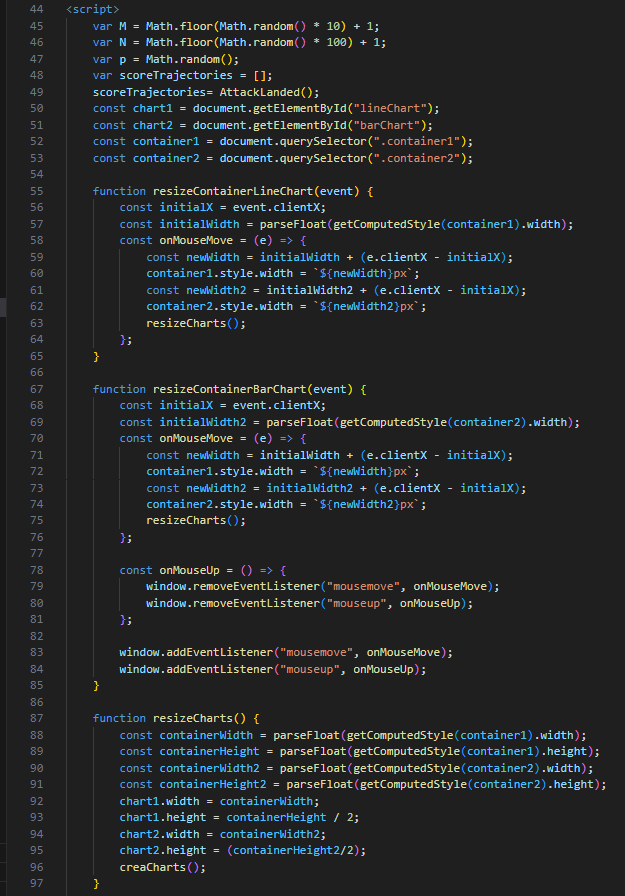 44 <script>
45 var M = Math.floor(Math.random() * 10) + 1;
46 var N = Math.floor(Math.random() * 100) + 1;
47 var p = Math.random();
48 var scoreTrajectories = [];
49 scoreTrajectories= AttackLanded();
50 const chart1 = document.getElementById("lineChart");
51 const chart2 = document.getElementById("barChart");
52 const container1 = document.querySelector(".container1");
53 const container2 = document.querySelector(".container2");
54
55 function resizeContainerLineChart(event) {
56 const initialX = event.clientX;
57 const initialWidth = parseFloat(getComputedStyle(container1).width);
58 const onMouseMove = (e) => {
59 const newWidth = initialWidth + (e.clientX - initialX);
60 container1.style.width = `${newWidth}px`;
61 const newWidth2 = initialWidth2 + (e.clientX - initialX);
62 container2.style.width = `${newWidth2}px`;
63 resizeCharts();
64 };
65 }
66
67 function resizeContainerBarChart(event) {
68 const initialX = event.clientX;
69 const initialWidth2 = parseFloat(getComputedStyle(container2).width);
70 const onMouseMove = (e) => {
71 const newWidth = initialWidth + (e.clientX - initialX);
72 container1.style.width = `${newWidth}px`;
73 const newWidth2 = initialWidth2 + (e.clientX - initialX);
74 container2.style.width = `${newWidth2}px`;
75 resizeCharts();
76 };
77
78 const onMouseUp = () => {
79 window.removeEventListener("mousemove", onMouseMove);
80 window.removeEventListener("mouseup", onMouseUp);
81 };
82
83 window.addEventListener("mousemove", onMouseMove);
84 window.addEventListener("mouseup", onMouseUp);
85 }
86
87 function resizeCharts() {
88 const containerWidth = parseFloat(getComputedStyle(container1).width);
89 const containerHeight = parseFloat(getComputedStyle(container1).height);
90 const containerWidth2 = parseFloat(getComputedStyle(container2).width);
91 const containerHeight2 = parseFloat(getComputedStyle(container2).height);
92 chart1.width = containerWidth;
93 chart1.height = containerHeight / 2;
94 chart2.width = containerWidth2;
95 chart2.height = (containerHeight2/2);
96 creaCharts();
97 }